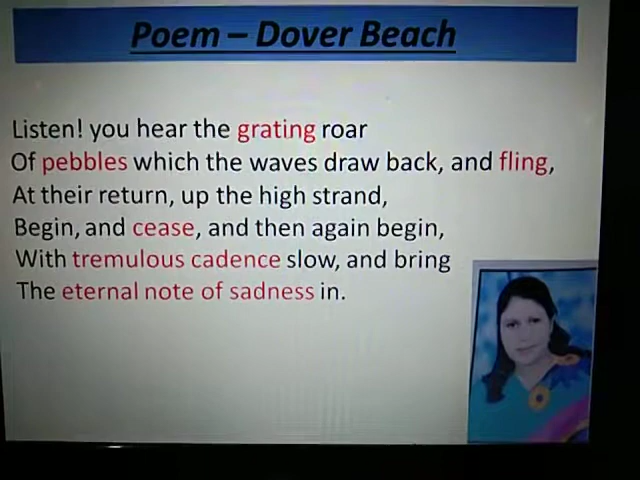 Poem – Dover Beach
Listen! you hear the grating roar
Of pebbles which the waves draw back, and fling,
At their return, up the high strand,
Begin, and cease, and then again begin,
With tremulous cadence slow, and bring
The eternal note of sadness in.